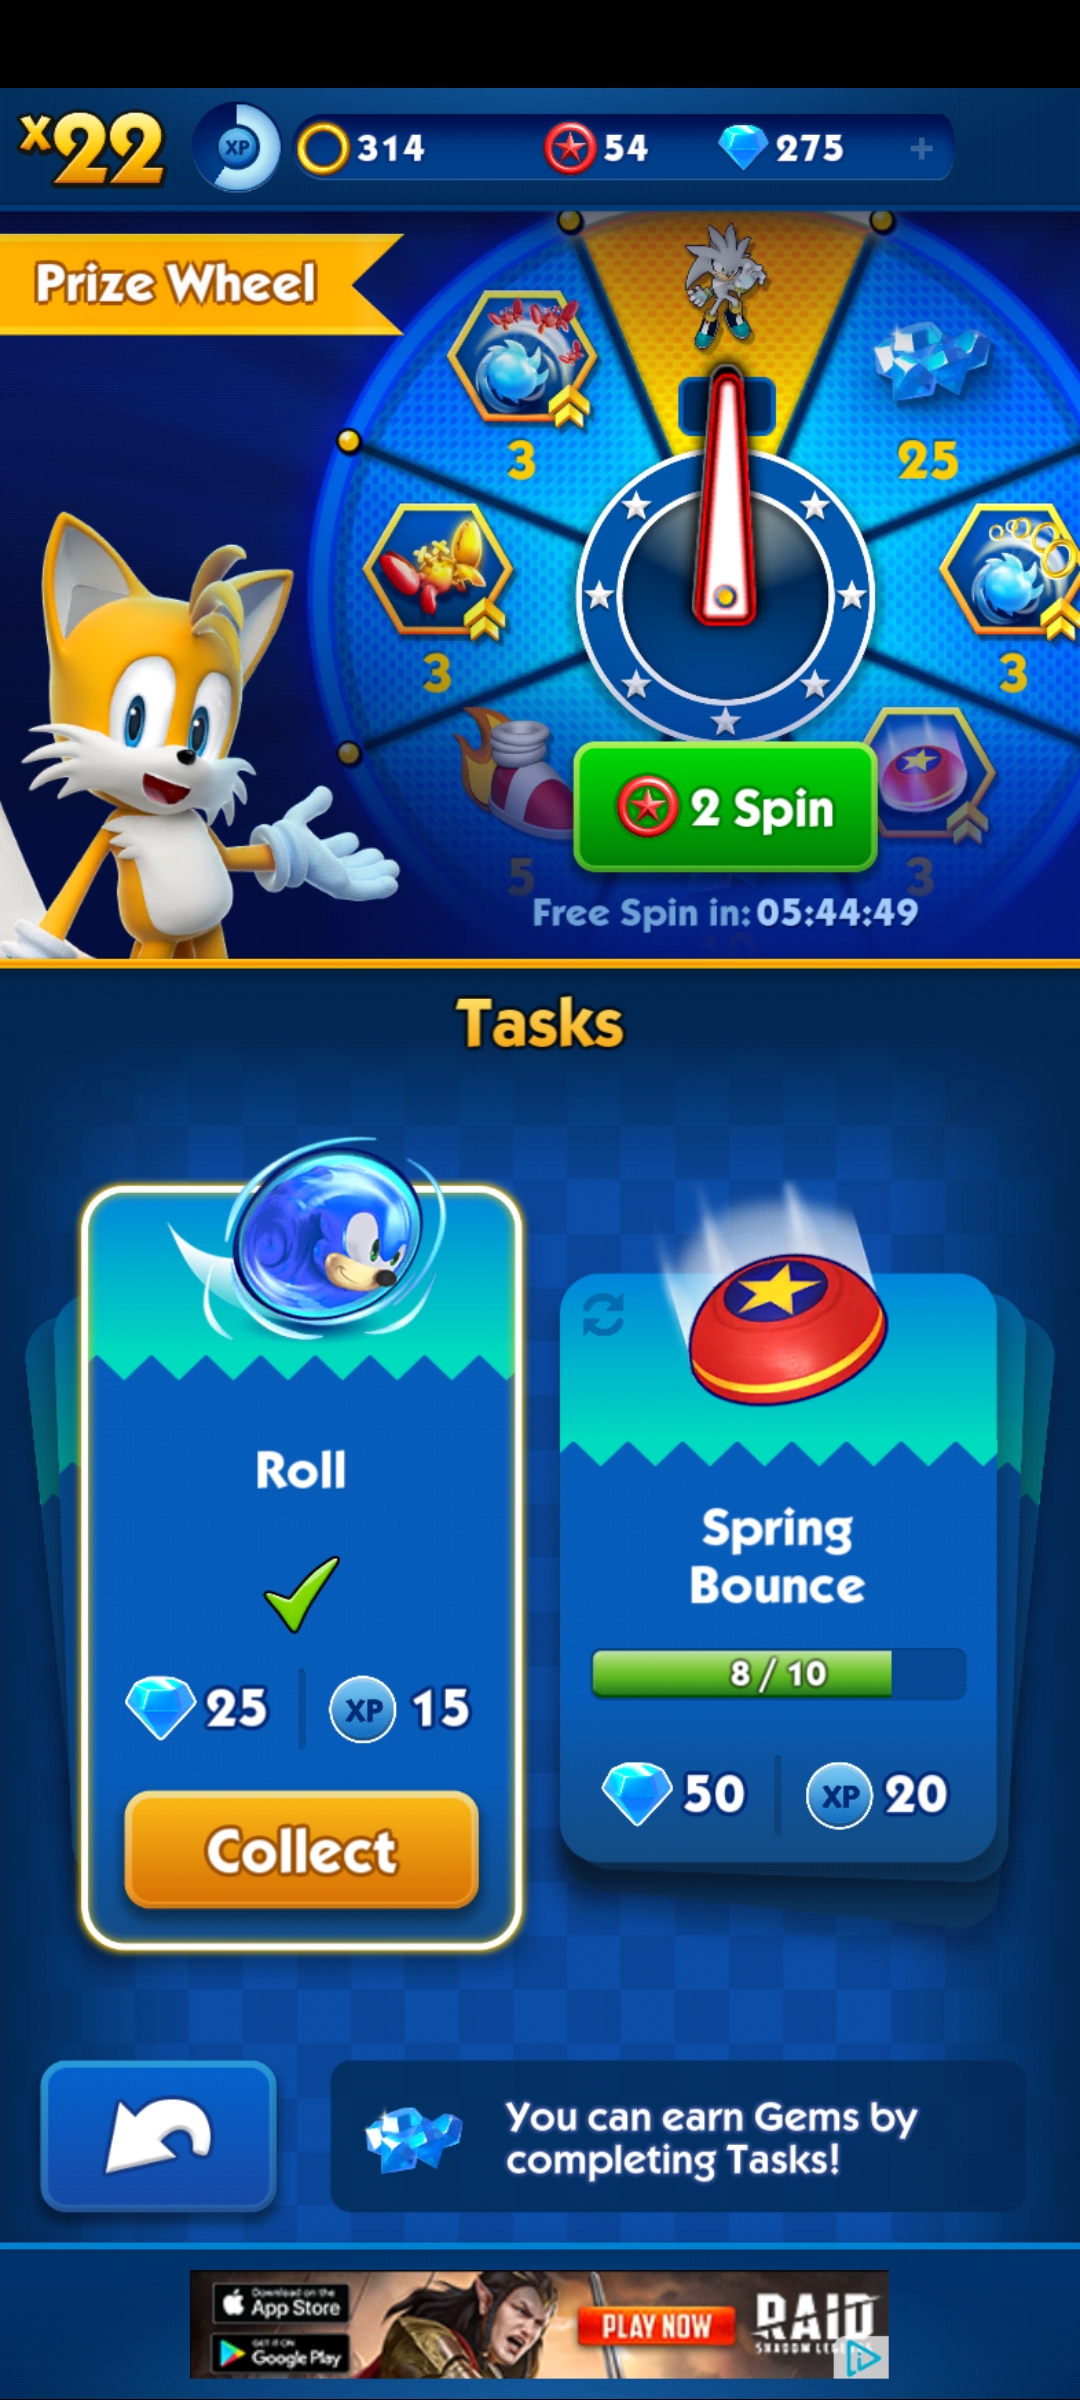 x22
XP
314
54
275
+
Prize Wheel
3
25
3
3
2 Spin
5
3
Free Spin in: 05:44:49
10
Tasks
Roll
25
XP
15
Collect
Spring
Bounce
8 / 10
50
XP
20
You can earn Gems by
completing Tasks!
Download on the
App Store
GET IT ON
Google Play
PLAY NOW
RAID
SHADOW LEGENDS